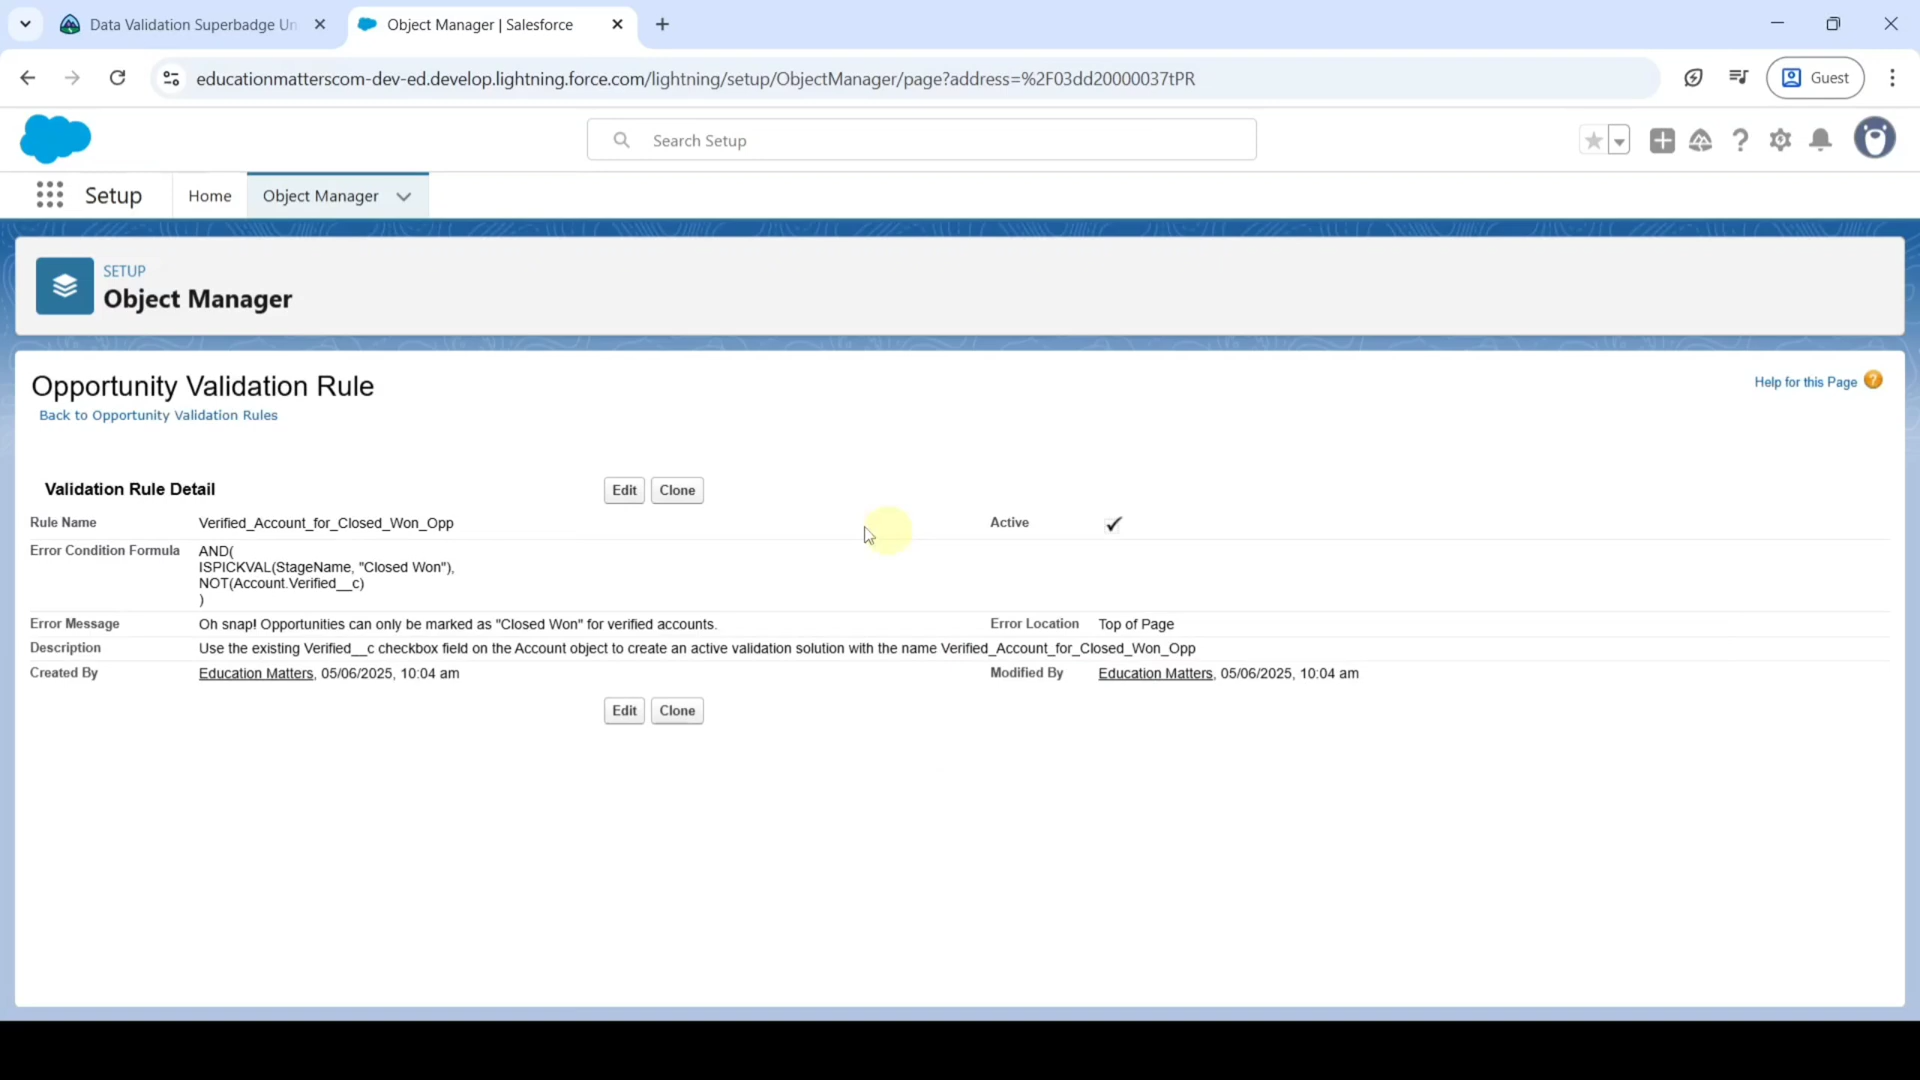 Data Validation Superbadge Un
Object Manager | Salesforce
educationmatterscom-dev-ed.develop.lightning.force.com/lightning/setup/ObjectManager/page?address=%2F03dd20000037tPR
Guest
Search Setup
Setup
Home
Object Manager
SETUP
Object Manager
Opportunity Validation Rule
Help for this Page ?
Back to Opportunity Validation Rules
Validation Rule Detail
Edit Clone
Rule Name Verified_Account_for_Closed_Won_Opp Active
Error Condition Formula AND(
ISPICKVAL(StageName, "Closed Won"),
NOT(Account.Verified__c)
)
Error Message Oh snap! Opportunities can only be marked as "Closed Won" for verified accounts. Error Location Top of Page
Description Use the existing Verified__c checkbox field on the Account object to create an active validation solution with the name Verified_Account_for_Closed_Won_Opp
Created By Education Matters, 05/06/2025, 10:04 am Modified By Education Matters, 05/06/2025, 10:04 am
Edit Clone